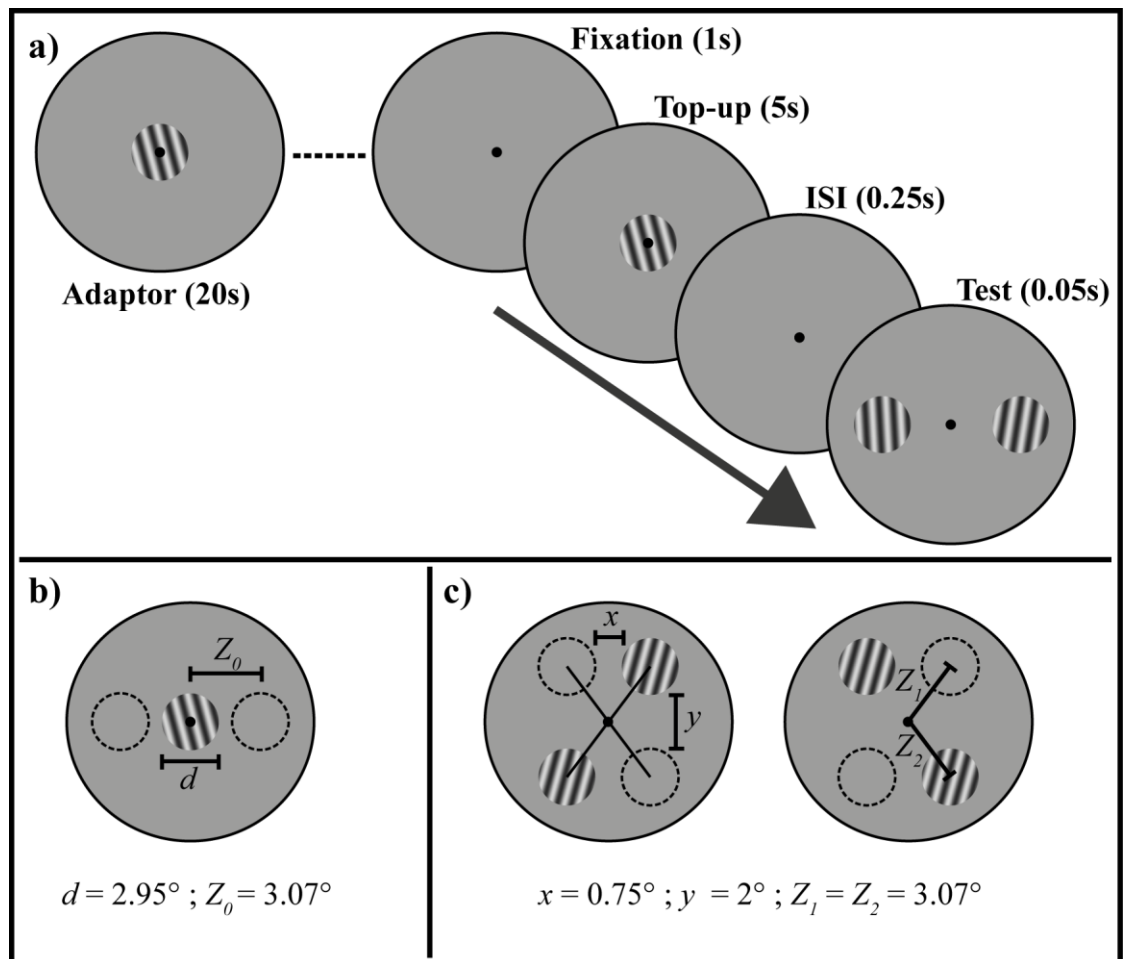 a)
Fixation (1s)
Top-up (5s)
ISI (0.25s)
Test (0.05s)
Adaptor (20s)
b)
Z₀
d
d = 2.95° ; Z₀ = 3.07°
c)
x
y
Z₁
Z₂
x = 0.75° ; y = 2° ; Z₁ = Z₂ = 3.07°